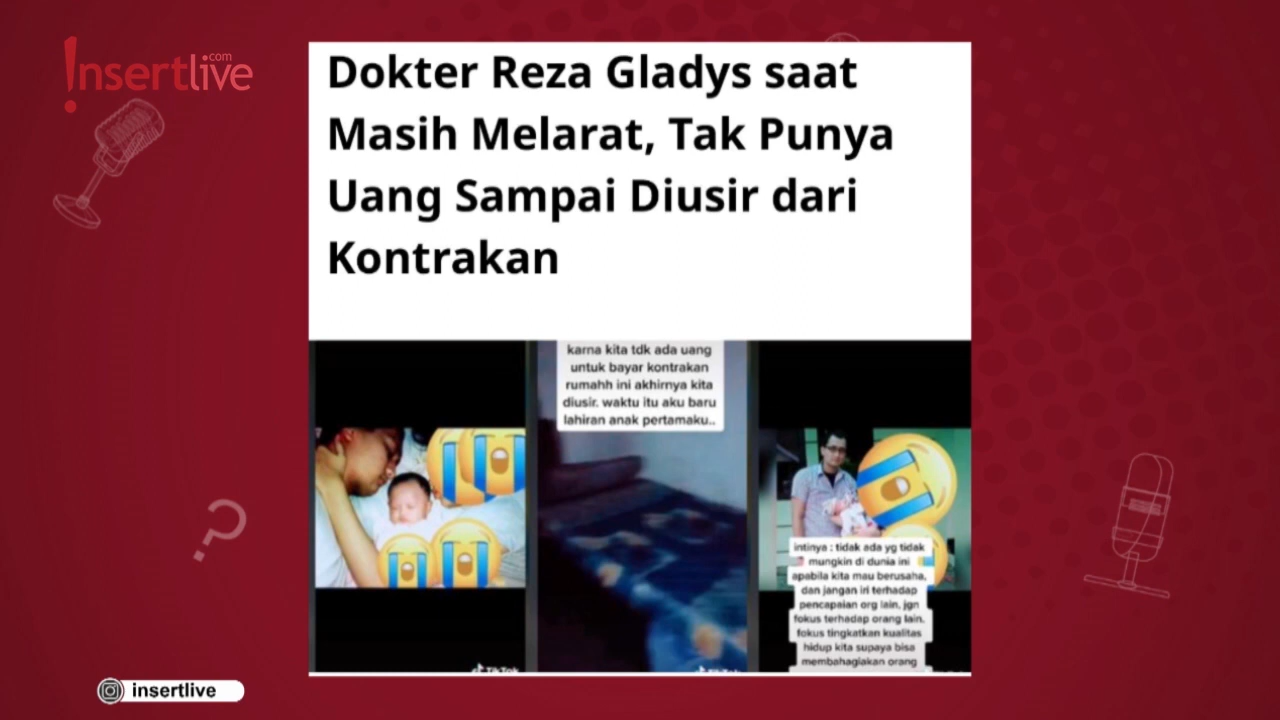 insertlive
.com
Dokter Reza Gladys saat
Masih Melarat, Tak Punya
Uang Sampai Diusir dari
Kontrakan
karna kita tdk ada uang
untuk bayar kontrakan
rumahh ini akhirnya kita
diusir. waktu itu aku baru
lahiran anak pertamaku..
intinya : tidak ada yg tidak
mungkin di dunia ini
apabila kita mau berusaha,
dan jangan iri terhadap
pencapaian org lain, jgn
fokus terhadap orang lain.
fokus tingkatkan kualitas
hidup kita supaya bisa
membahagiakan orang
TikTok
TikTok
insertlive